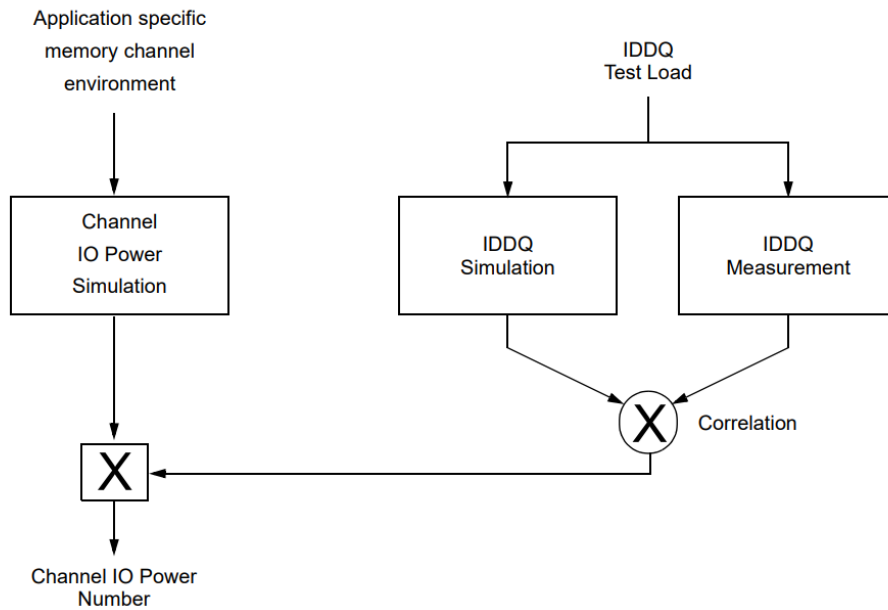 Application specific
memory channel
environment
IDDQ
Test Load
Channel
IO Power
Simulation
IDDQ
Simulation
IDDQ
Measurement
X
Correlation
X
Channel IO Power
Number